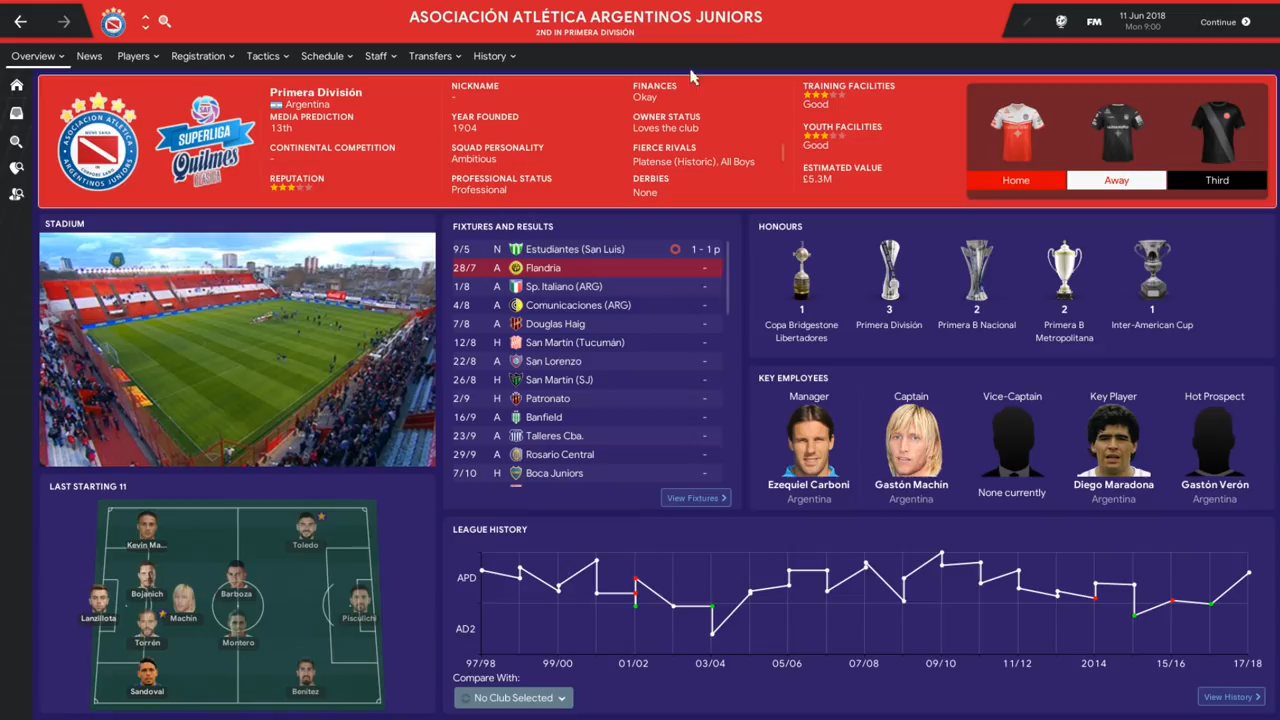 ASOCIACIÓN ATLÉTICA ARGENTINOS JUNIORS
2ND IN PRIMERA DIVISIÓN
FM
11 Jun 2018
Mon 9:00
Continue
Overview News Players Registration Tactics Schedule Staff Transfers History
Primera División
Argentina
MEDIA PREDICTION
13th
CONTINENTAL COMPETITION
-
REPUTATION
SAF
SUPERLIGA
Quilmes
CLÁSICA
NICKNAME
-
YEAR FOUNDED
1904
SQUAD PERSONALITY
Ambitious
PROFESSIONAL STATUS
Professional
FINANCES
Okay
OWNER STATUS
Loves the club
FIERCE RIVALS
Platense (Historic), All Boys
DERBIES
None
TRAINING FACILITIES
Good
YOUTH FACILITIES
Good
ESTIMATED VALUE
£5.3M
Home Away Third
STADIUM
FIXTURES AND RESULTS
9/5 N Estudiantes (San Luis) 1 - 1 p
28/7 A Flandria -
1/8 A Sp. Italiano (ARG) -
4/8 A Comunicaciones (ARG) -
7/8 A Douglas Haig -
12/8 H San Martín (Tucumán) -
22/8 A San Lorenzo -
26/8 H San Martín (SJ) -
2/9 H Patronato -
16/9 A Banfield -
23/9 A Talleres Cba. -
29/9 A Rosario Central -
7/10 H Boca Juniors -
View Fixtures
HONOURS
1 3 2 2 1
Copa Bridgestone Libertadores
Primera División
Primera B Nacional
Primera B Metropolitana
Inter-American Cup
KEY EMPLOYEES
Manager
Ezequiel Carboni
Argentina
Captain
Gastón Machín
Argentina
Vice-Captain
None currently
Key Player
Diego Maradona
Argentina
Hot Prospect
Gastón Verón
Argentina
LAST STARTING 11
Kevin Ma...
Toledo
Bojanich
Barboza
Lanzillota
Machín
Pisculichi
Torrén
Montero
Sandoval
Benítez
LEAGUE HISTORY
APD
AD2
97/98 99/00 01/02 03/04 05/06 07/08 09/10 11/12 2014 15/16 17/18
Compare With:
No Club Selected
View History